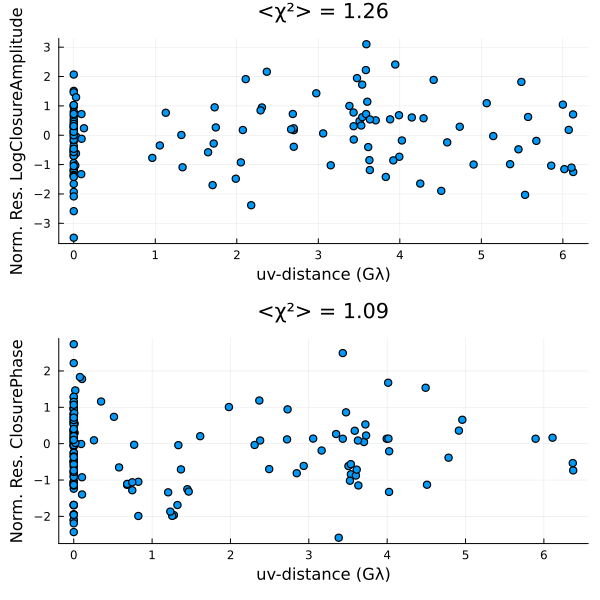 <χ²> = 1.26
Norm. Res. LogClosureAmplitude
3
2
1
0
−1
−2
−3
0 1 2 3 4 5 6
uv-distance (Gλ)
<χ²> = 1.09
Norm. Res. ClosurePhase
2
1
0
−1
−2
0 1 2 3 4 5 6
uv-distance (Gλ)